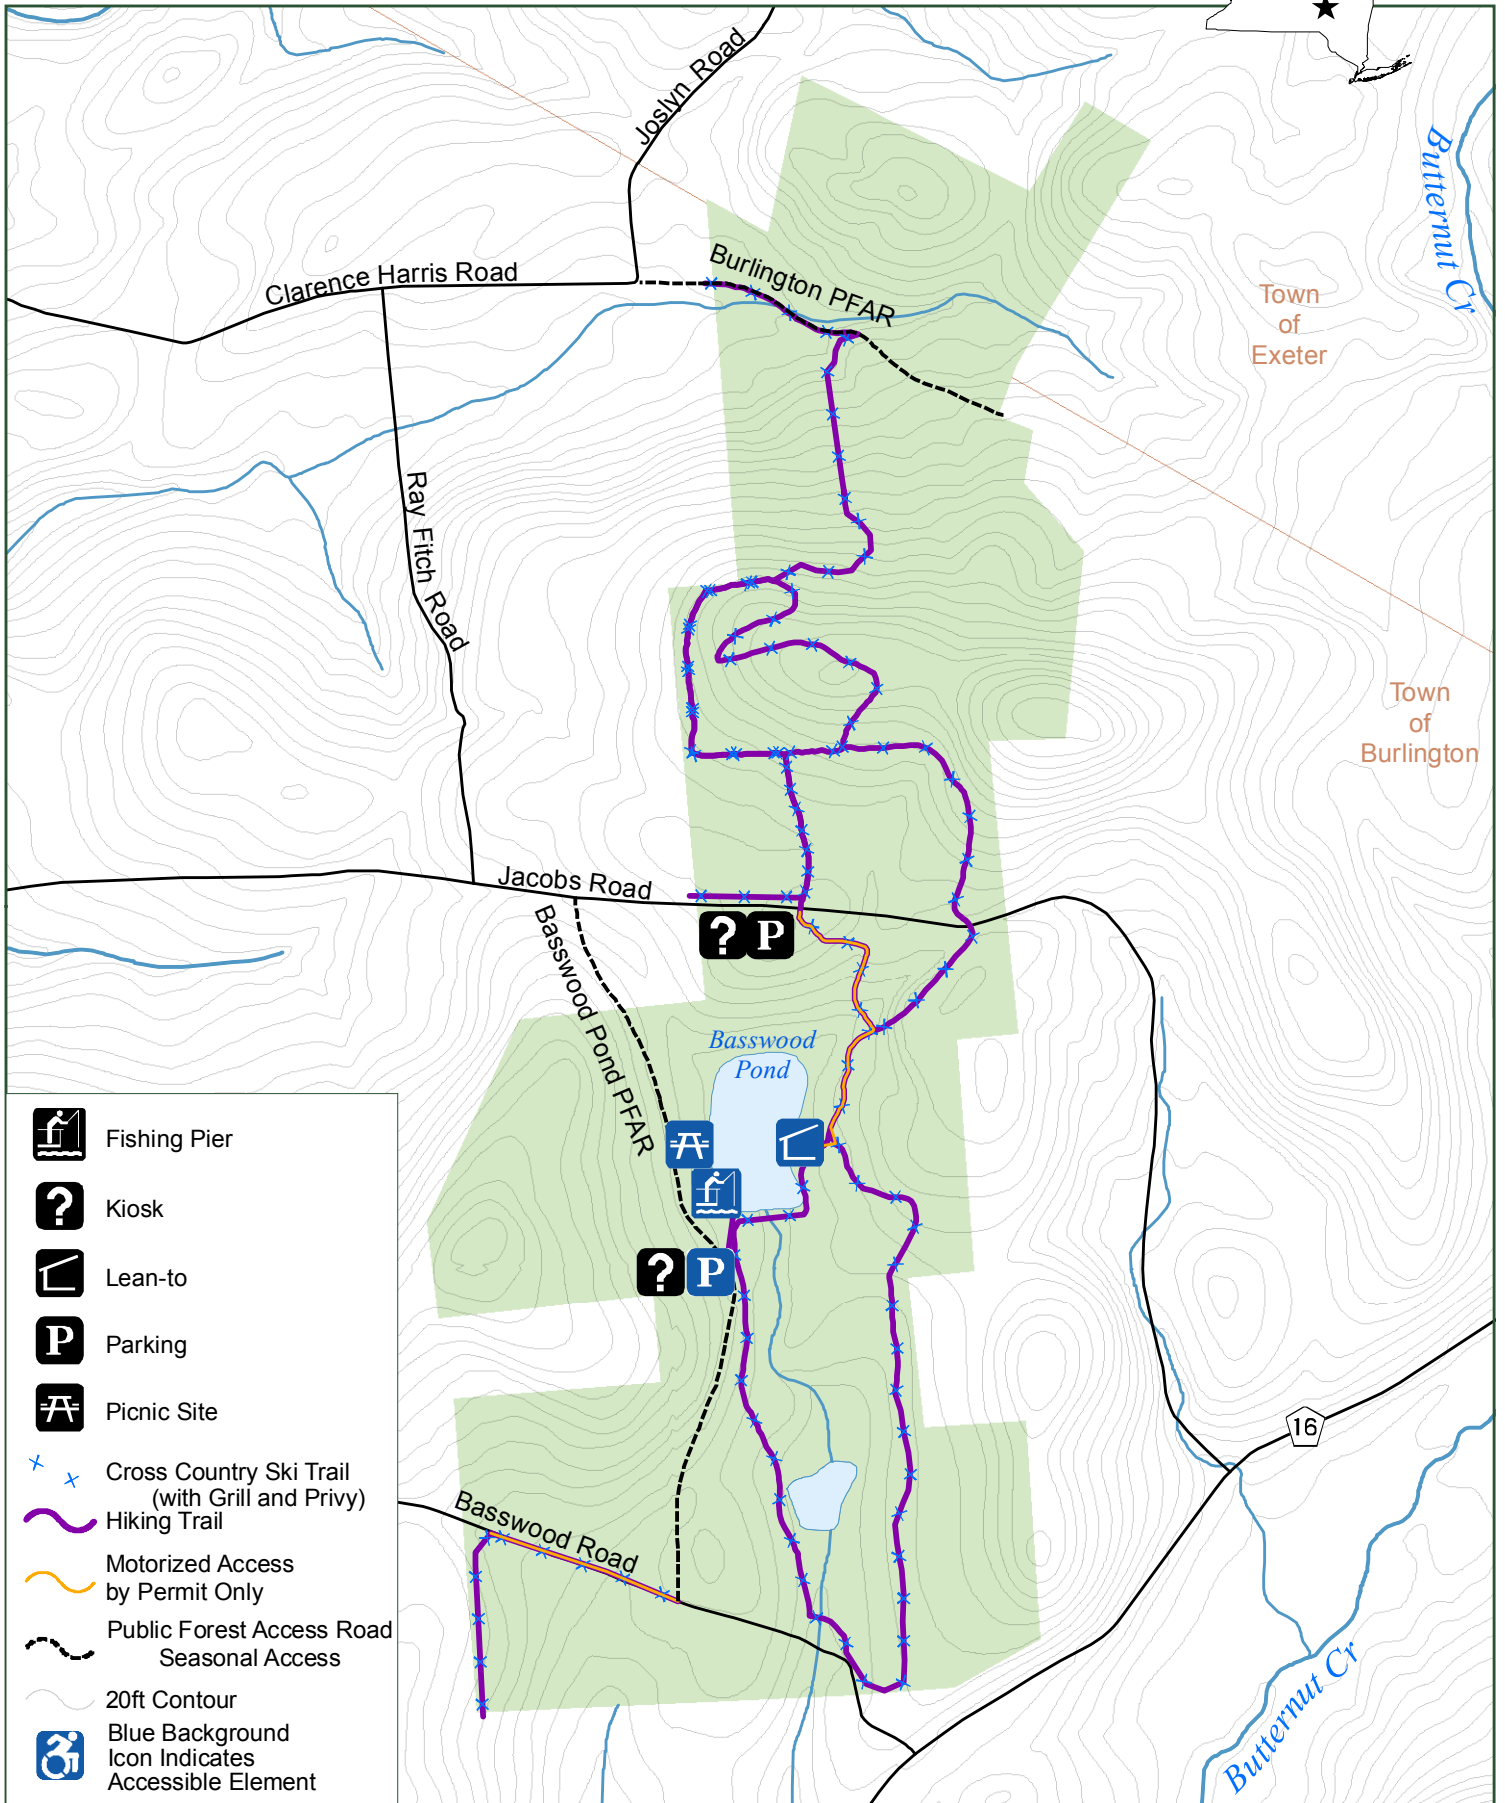 Joslyn Road
Butternut Cr
Burlington PFAR
Clarence Harris Road
Town
of
Exeter
Ray Fitch Road
Town
of
Burlington
Jacobs Road
? P
Basswood Pond PFAR
Basswood
Pond
? P
16
Basswood Road
Butternut Cr
Fishing Pier
? Kiosk
Lean-to
P Parking
Picnic Site
Cross Country Ski Trail
(with Grill and Privy)
Hiking Trail
Motorized Access
by Permit Only
Public Forest Access Road
Seasonal Access
20ft Contour
Blue Background
Icon Indicates
Accessible Element